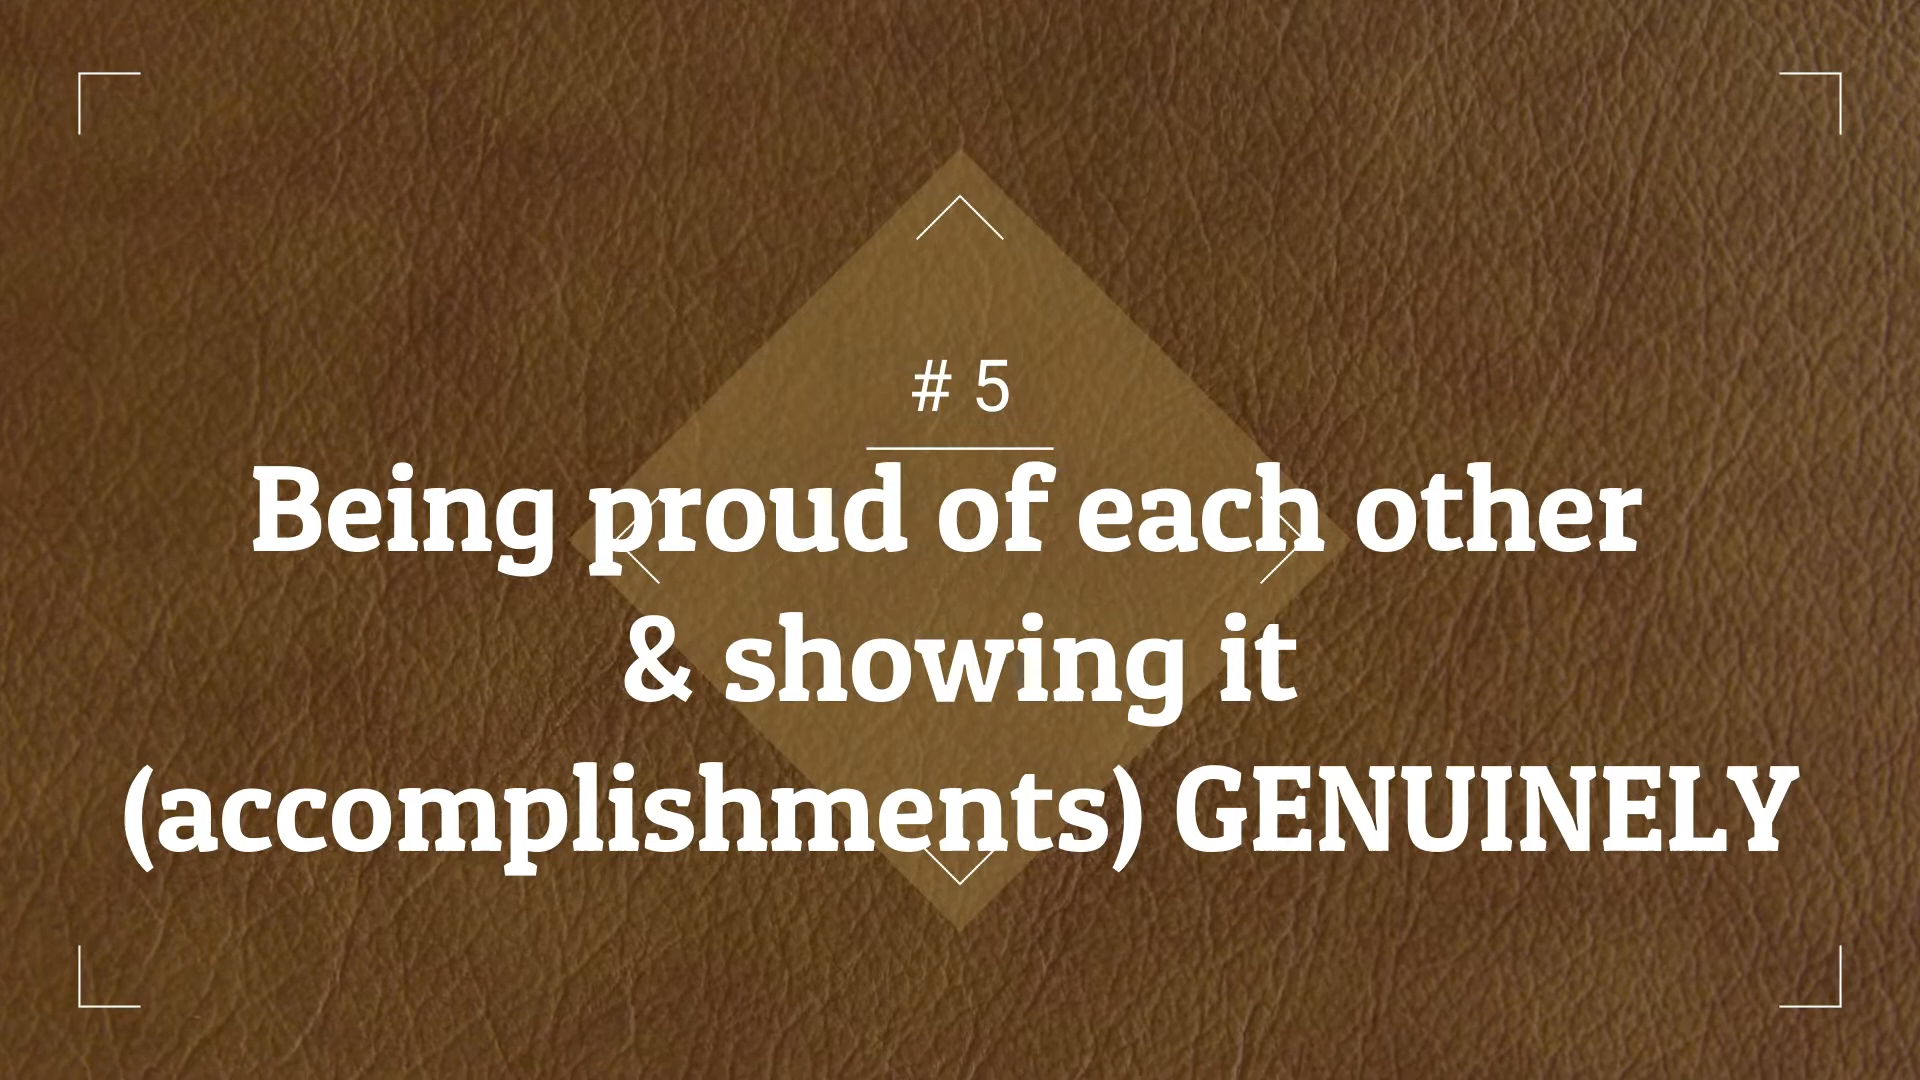 # 5
Being proud of each other
& showing it
(accomplishments) GENUINELY